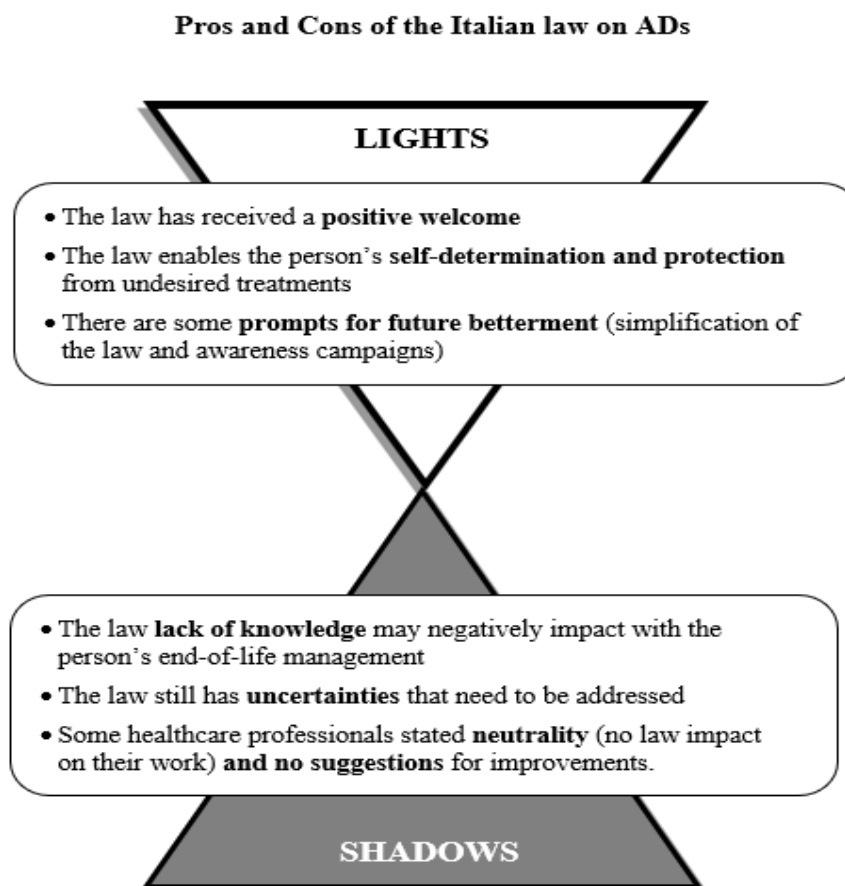 Pros and Cons of the Italian law on ADs
LIGHTS
• The law has received a positive welcome
• The law enables the person's self-determination and protection
from undesired treatments
• There are some prompts for future betterment (simplification of
the law and awareness campaigns)
• The law lack of knowledge may negatively impact with the
person's end-of-life management
• The law still has uncertainties that need to be addressed
• Some healthcare professionals stated neutrality (no law impact
on their work) and no suggestions for improvements.
SHADOWS